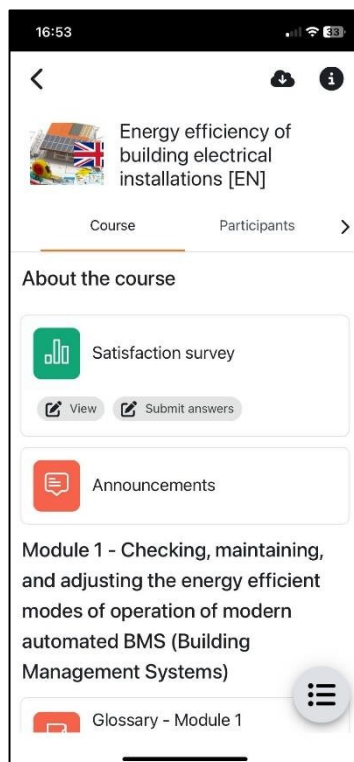 16:53
33
Energy efficiency of
building electrical
installations [EN]
Course
Participants
About the course
Satisfaction survey
View
Submit answers
Announcements
Module 1 - Checking, maintaining,
and adjusting the energy efficient
modes of operation of modern
automated BMS (Building
Management Systems)
Glossary - Module 1